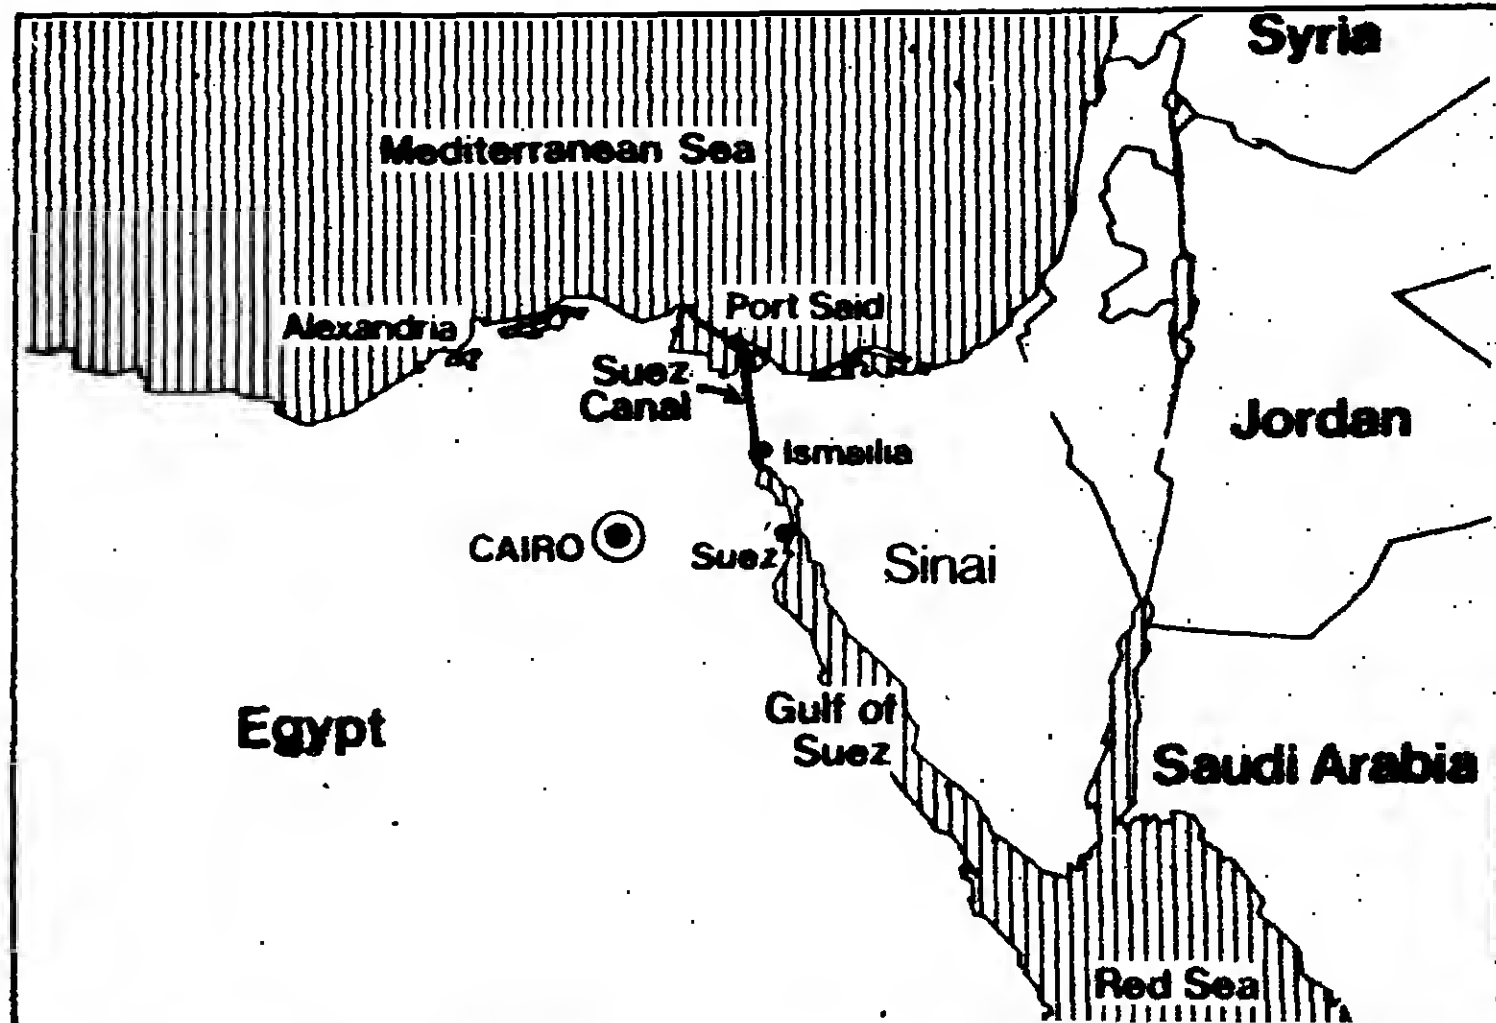 Syria
Mediterranean Sea
Port Said
Alexandria
Suez
Canal
Jordan
Ismailia
CAIRO
Suez
Sinai
Gulf of
Suez
Egypt
Saudi Arabia
Red Sea